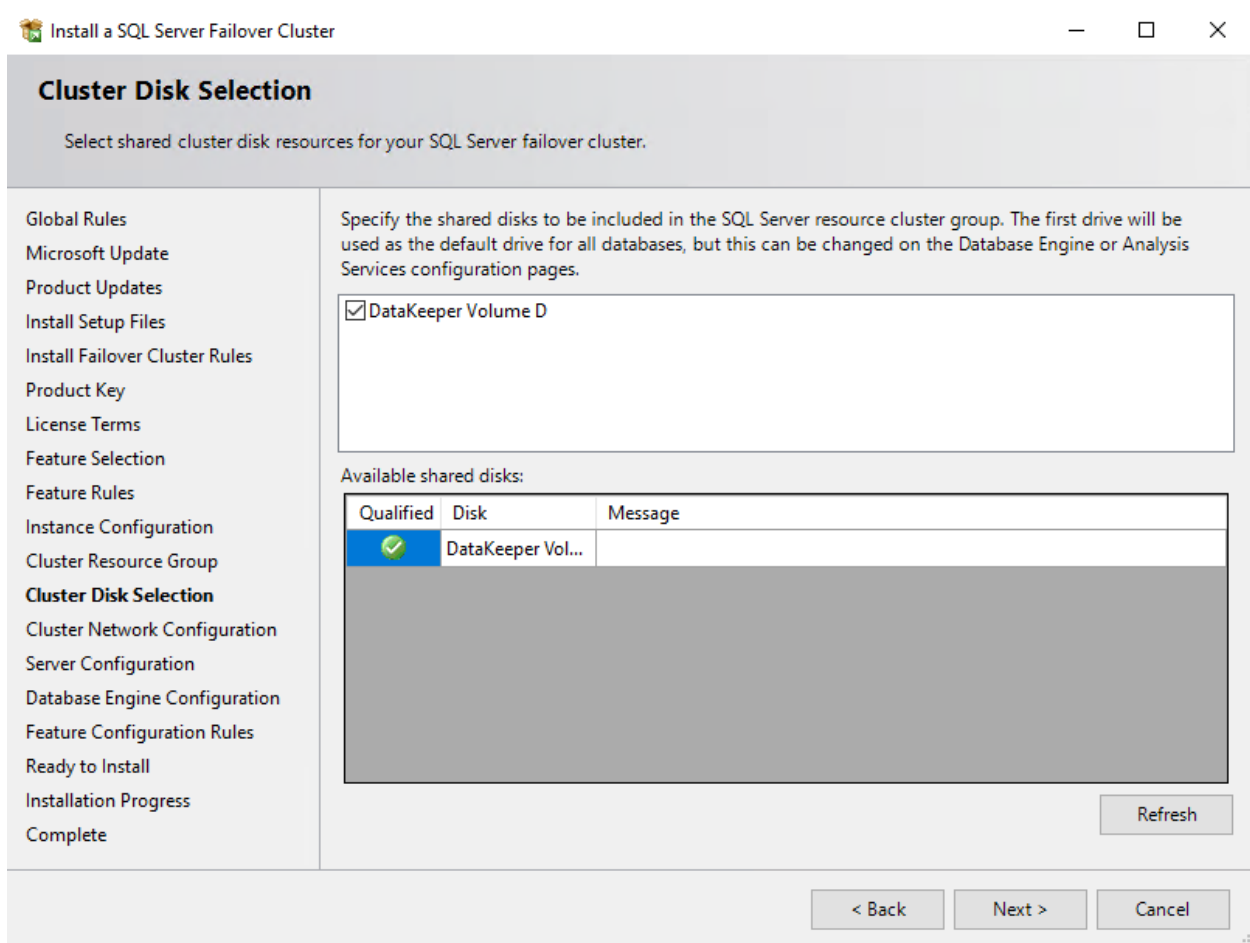 Install a SQL Server Failover Cluster
Cluster Disk Selection
Select shared cluster disk resources for your SQL Server failover cluster.
Global Rules
Microsoft Update
Product Updates
Install Setup Files
Install Failover Cluster Rules
Product Key
License Terms
Feature Selection
Feature Rules
Instance Configuration
Cluster Resource Group
Cluster Disk Selection
Cluster Network Configuration
Server Configuration
Database Engine Configuration
Feature Configuration Rules
Ready to Install
Installation Progress
Complete
Specify the shared disks to be included in the SQL Server resource cluster group. The first drive will be
used as the default drive for all databases, but this can be changed on the Database Engine or Analysis
Services configuration pages.
DataKeeper Volume D
Available shared disks:
Qualified Disk Message
DataKeeper Vol...
Refresh
< Back Next > Cancel